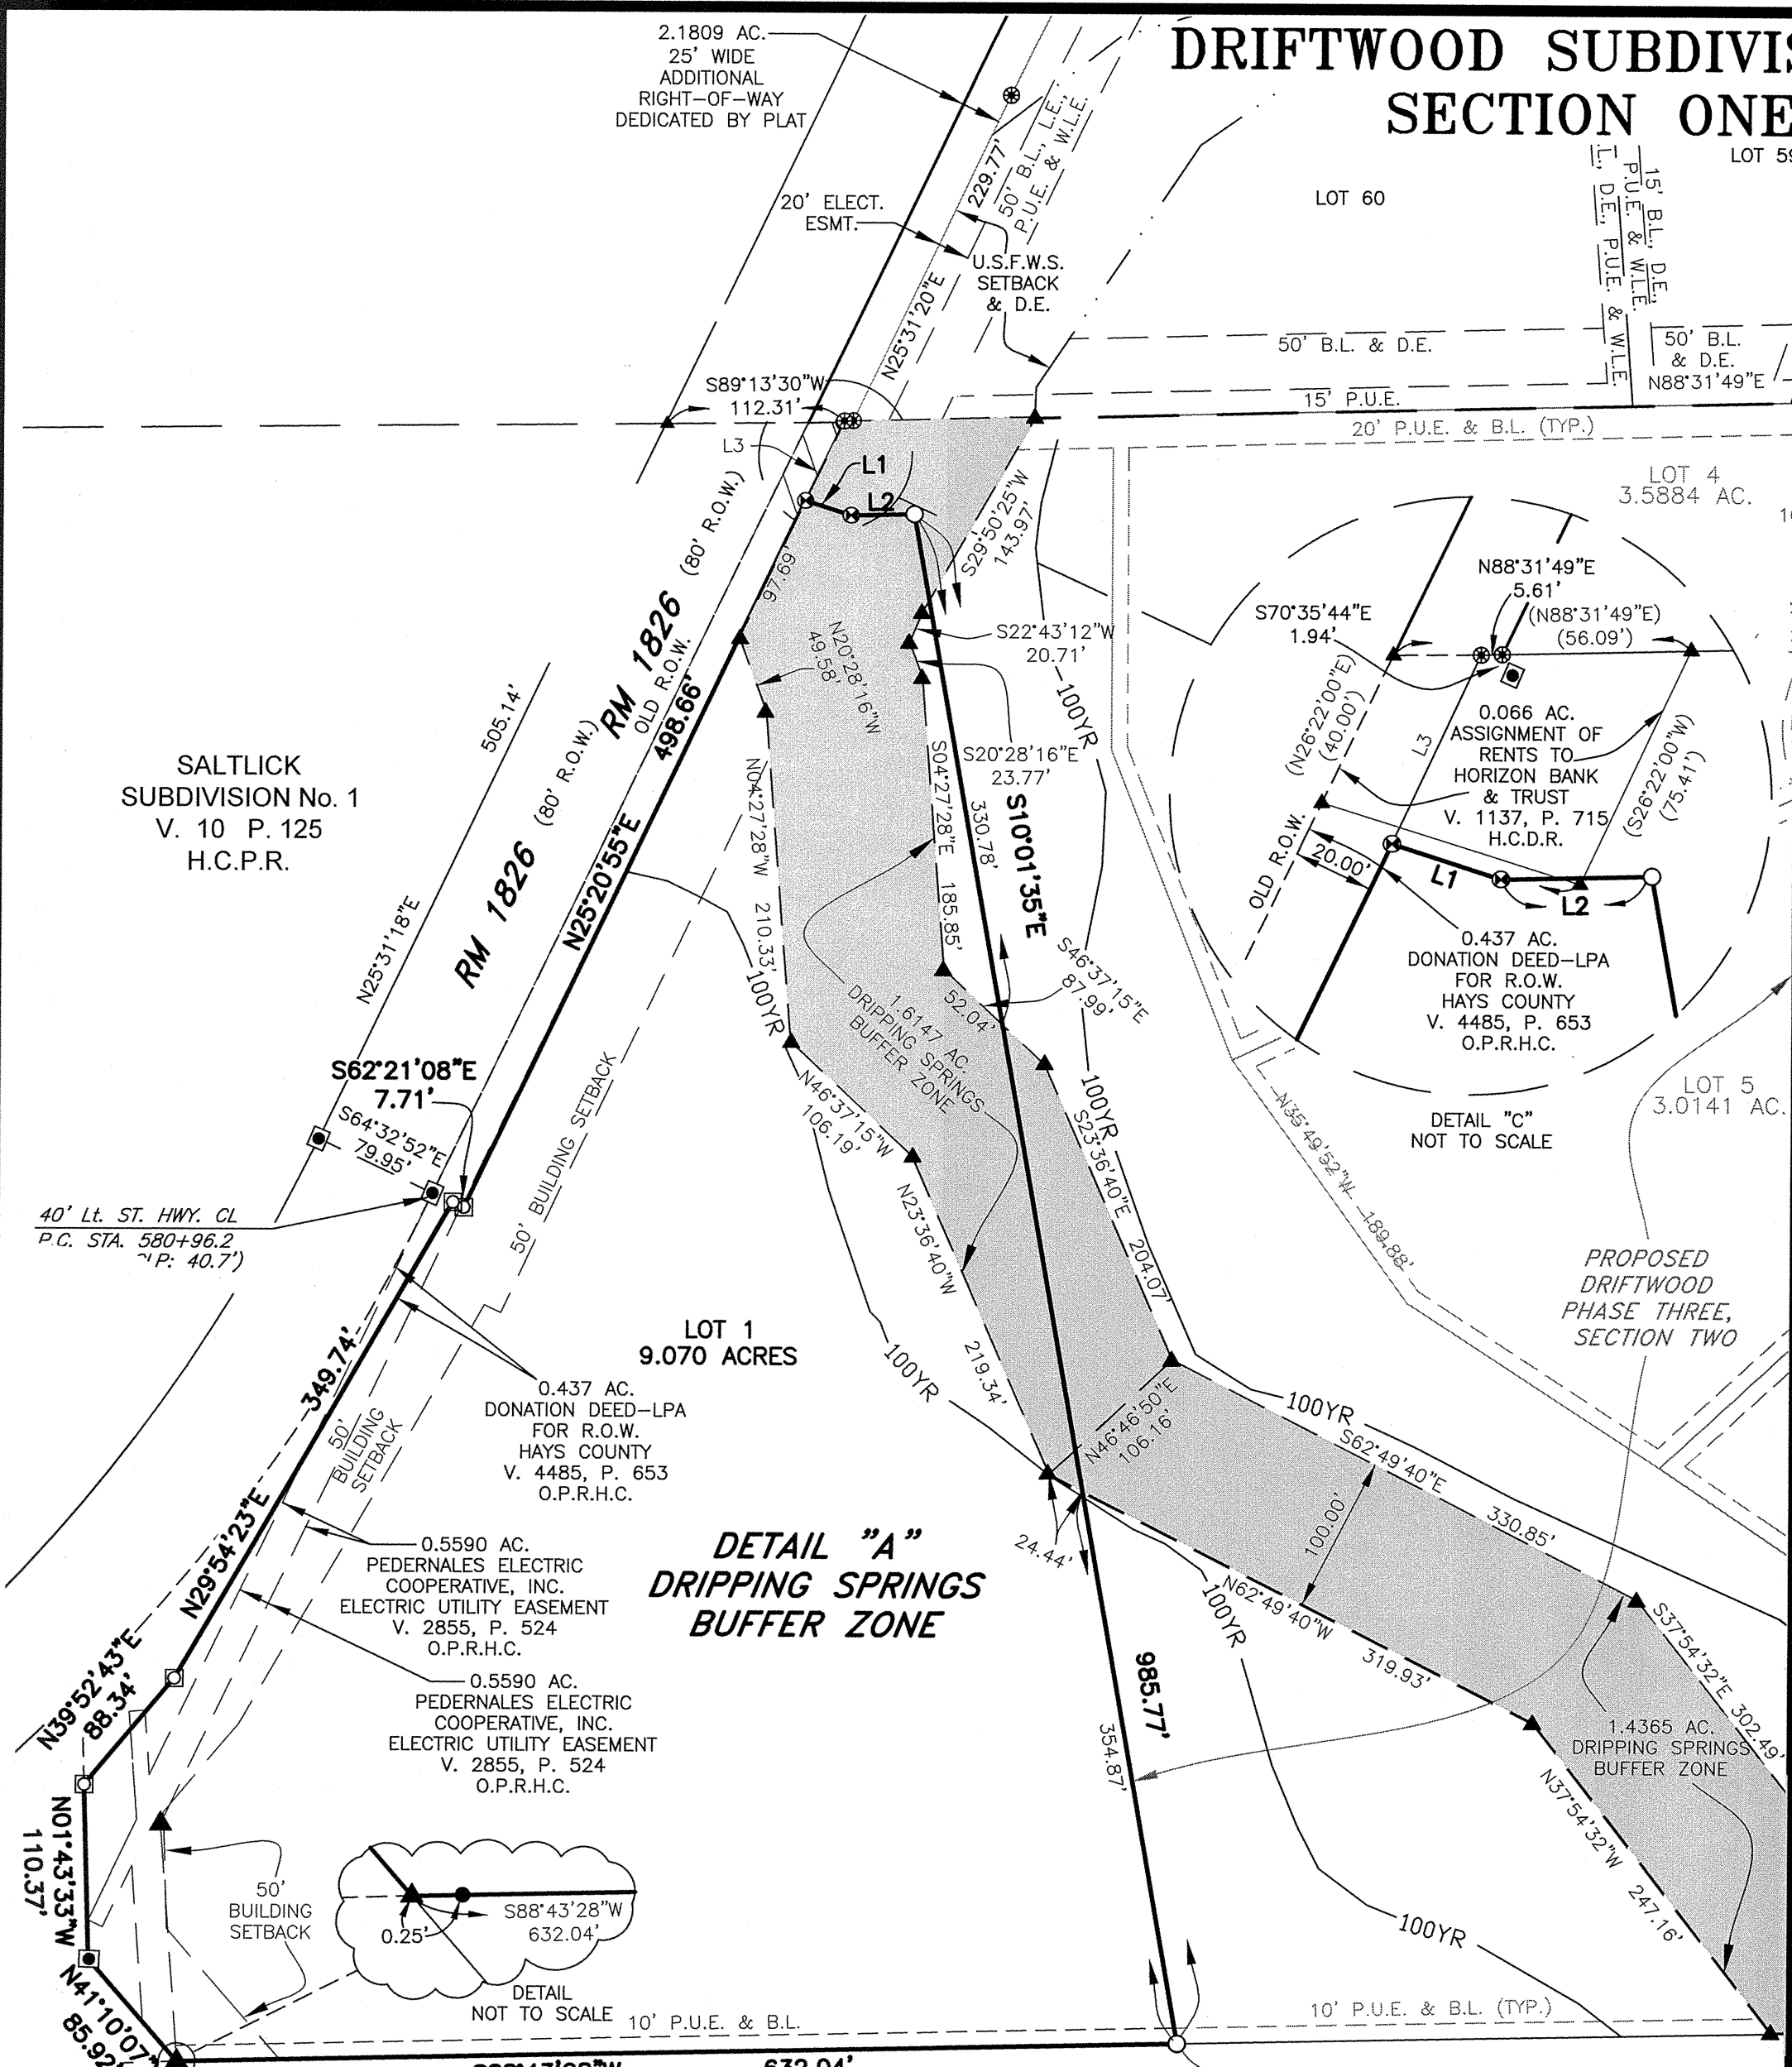 DRIFTWOOD SUBDIVIS
SECTION ONE
2.1809 AC.
25' WIDE
ADDITIONAL
RIGHT-OF-WAY
DEDICATED BY PLAT
20' ELECT.
ESMT.
229.77'
N25°31'20"E
50' B.L., L.E.,
P.U.E. & W.L.E.
U.S.F.W.S.
SETBACK
& D.E.
LOT 60
LOT 59
L, D.E., P.U.E. & W.L.E.
15' B.L., D.E.,
P.U.E. & W.L.E.
50' B.L. & D.E.
50' B.L.
& D.E.
N88°31'49"E
15' P.U.E.
20' P.U.E. & B.L. (TYP.)
S89°13'30"W
112.31'
L3
L1
L2
97.69'
S29°50'25"W
143.97'
LOT 4
3.5884 AC.
RM 1826 (80' R.O.W.)
OLD R.O.W.
498.66'
N25°20'55"E
N20°28'16"W
49.58'
S22°43'12"W
20.71'
S20°28'16"E
23.77'
100YR
S04°27'28"E
185.85'
330.78'
S10°01'35"E
N04°27'28"W 210.33'
100YR
S46°37'15"E
87.99'
52.04'
1.6147 AC.
DRIPPING SPRINGS
BUFFER ZONE
N88°31'49"E
5.61'
(N88°31'49"E)
(56.09')
S70°35'44"E
1.94'
(N26°22'00"E)
(40.00')
L3
0.066 AC.
ASSIGNMENT OF
RENTS TO
HORIZON BANK
& TRUST
V. 1137, P. 715
H.C.D.R.
(S26°22'00"W)
(75.41')
OLD R.O.W.
20.00'
L1
L2
0.437 AC.
DONATION DEED-LPA
FOR R.O.W.
HAYS COUNTY
V. 4485, P. 653
O.P.R.H.C.
DETAIL "C"
NOT TO SCALE
LOT 5
3.0141 AC.
SALTLICK
SUBDIVISION No. 1
V. 10 P. 125
H.C.P.R.
505.14'
N25°31'18"E
RM 1826 (80' R.O.W.)
S62°21'08"E
7.71'
S64°32'52"E
79.95'
50' BUILDING SETBACK
40' Lt. ST. HWY. CL
P.C. STA. 580+96.2
P: 40.7')
N46°37'15"W
106.19'
100YR
S23°36'40"E 204.07'
N23°36'40"W
219.34'
N35°49'52"W
189.88'
PROPOSED
DRIFTWOOD
PHASE THREE,
SECTION TWO
LOT 1
9.070 ACRES
349.74'
N29°54'23"E
50'
BUILDING
SETBACK
0.437 AC.
DONATION DEED-LPA
FOR R.O.W.
HAYS COUNTY
V. 4485, P. 653
O.P.R.H.C.
100YR
N46°46'50"E
106.16'
100YR
S62°49'40"E
330.85'
100.00'
24.44'
N62°49'40"W
319.93'
100YR
DETAIL "A"
DRIPPING SPRINGS
BUFFER ZONE
0.5590 AC.
PEDERNALES ELECTRIC
COOPERATIVE, INC.
ELECTRIC UTILITY EASEMENT
V. 2855, P. 524
O.P.R.H.C.
0.5590 AC.
PEDERNALES ELECTRIC
COOPERATIVE, INC.
ELECTRIC UTILITY EASEMENT
V. 2855, P. 524
O.P.R.H.C.
985.77'
354.87'
S37°54'32"E 302.49'
1.4365 AC.
DRIPPING SPRINGS
BUFFER ZONE
N37°54'32"W
247.16'
N39°52'43"E
88.34'
N01°43'33"W
110.37'
50'
BUILDING
SETBACK
0.25'
S88°43'28"W
632.04'
DETAIL
NOT TO SCALE
100YR
N41°10'07"
85.92'
10' P.U.E. & B.L.
10' P.U.E. & B.L. (TYP.)
632.04'